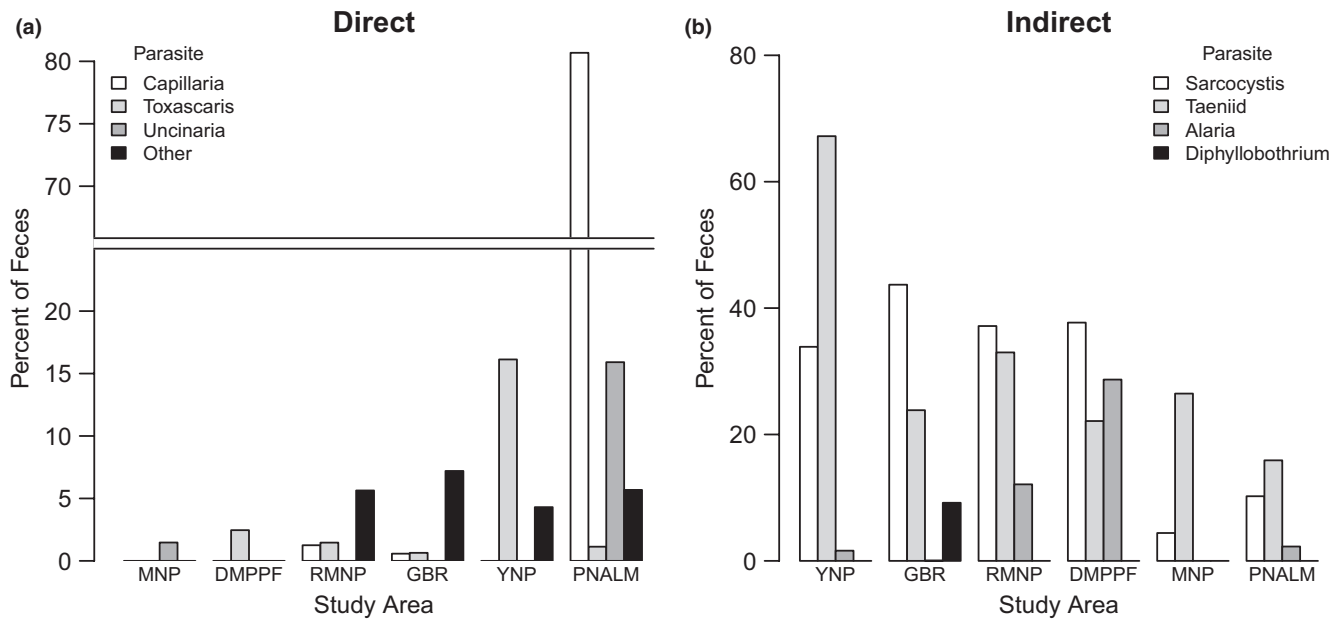 (a)
Direct
Percent of Feces
80
75
70
20
15
10
5
0
Parasite
Capillaria
Toxascaris
Uncinaria
Other
MNP DMPPF RMNP GBR YNP PNALM
Study Area
(b)
Indirect
Percent of Feces
80
60
40
20
0
Parasite
Sarcocystis
Taeniid
Alaria
Diphyllobothrium
YNP GBR RMNP DMPPF MNP PNALM
Study Area